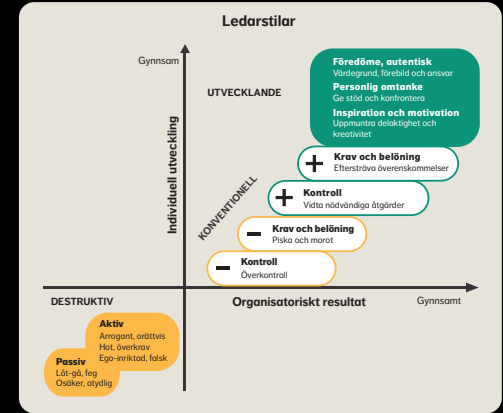 Ledarstilar
Gynnsam
UTVECKLANDE
Föredöme, autentisk
Värdegrund, förebild och ansvar
Personlig omtanke
Ge stöd och konfrontera
Inspiration och motivation
Uppmuntra delaktighet och
kreativitet
Individuell utveckling
KONVENTIONELL
+ Krav och belöning
Eftersträva överenskommelser
+ Kontroll
Vidta nödvändiga åtgärder
− Krav och belöning
Piska och morot
− Kontroll
Överkontroll
DESTRUKTIV
Organisatoriskt resultat
Gynnsamt
Aktiv
Arrogant, orättvis
Hot, överkrav
Ego-inriktad, falsk
Passiv
Låt-gå, feg
Osäker, otydlig